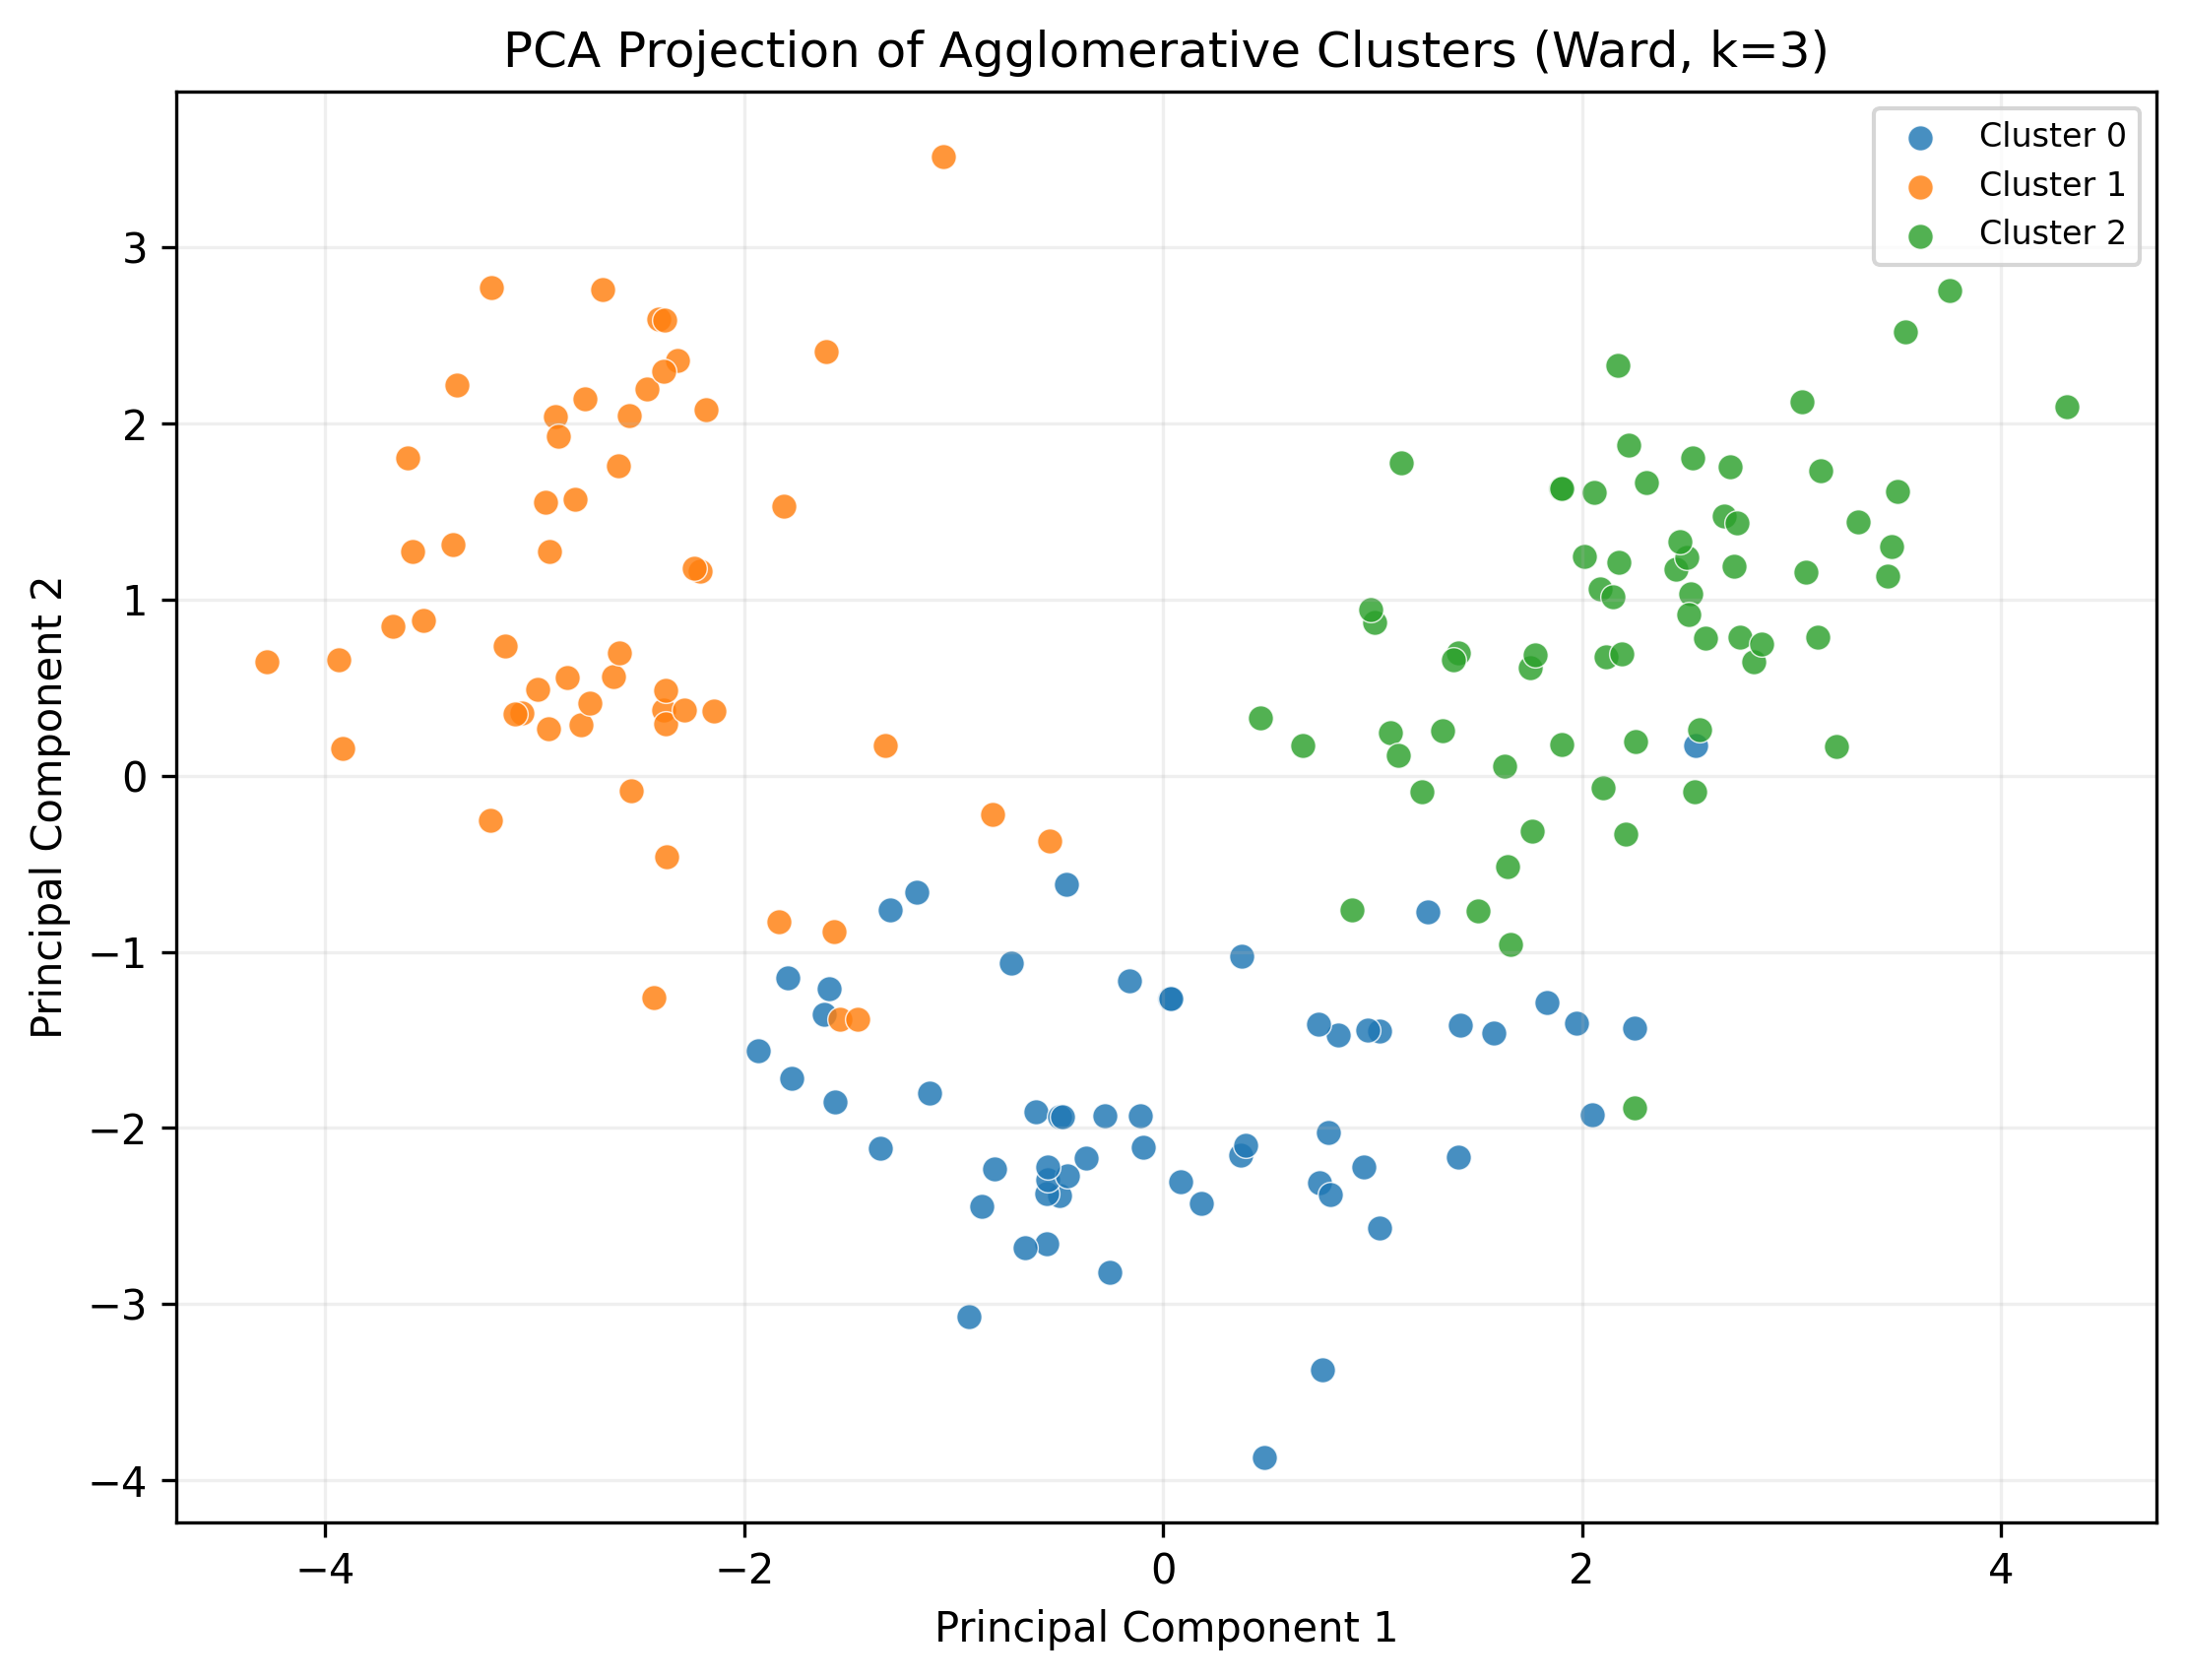 PCA Projection of Agglomerative Clusters (Ward, k=3)
Cluster 0
Cluster 1
Cluster 2
Principal Component 2
3
2
1
0
−1
−2
−3
−4
−4
−2
0
2
4
Principal Component 1